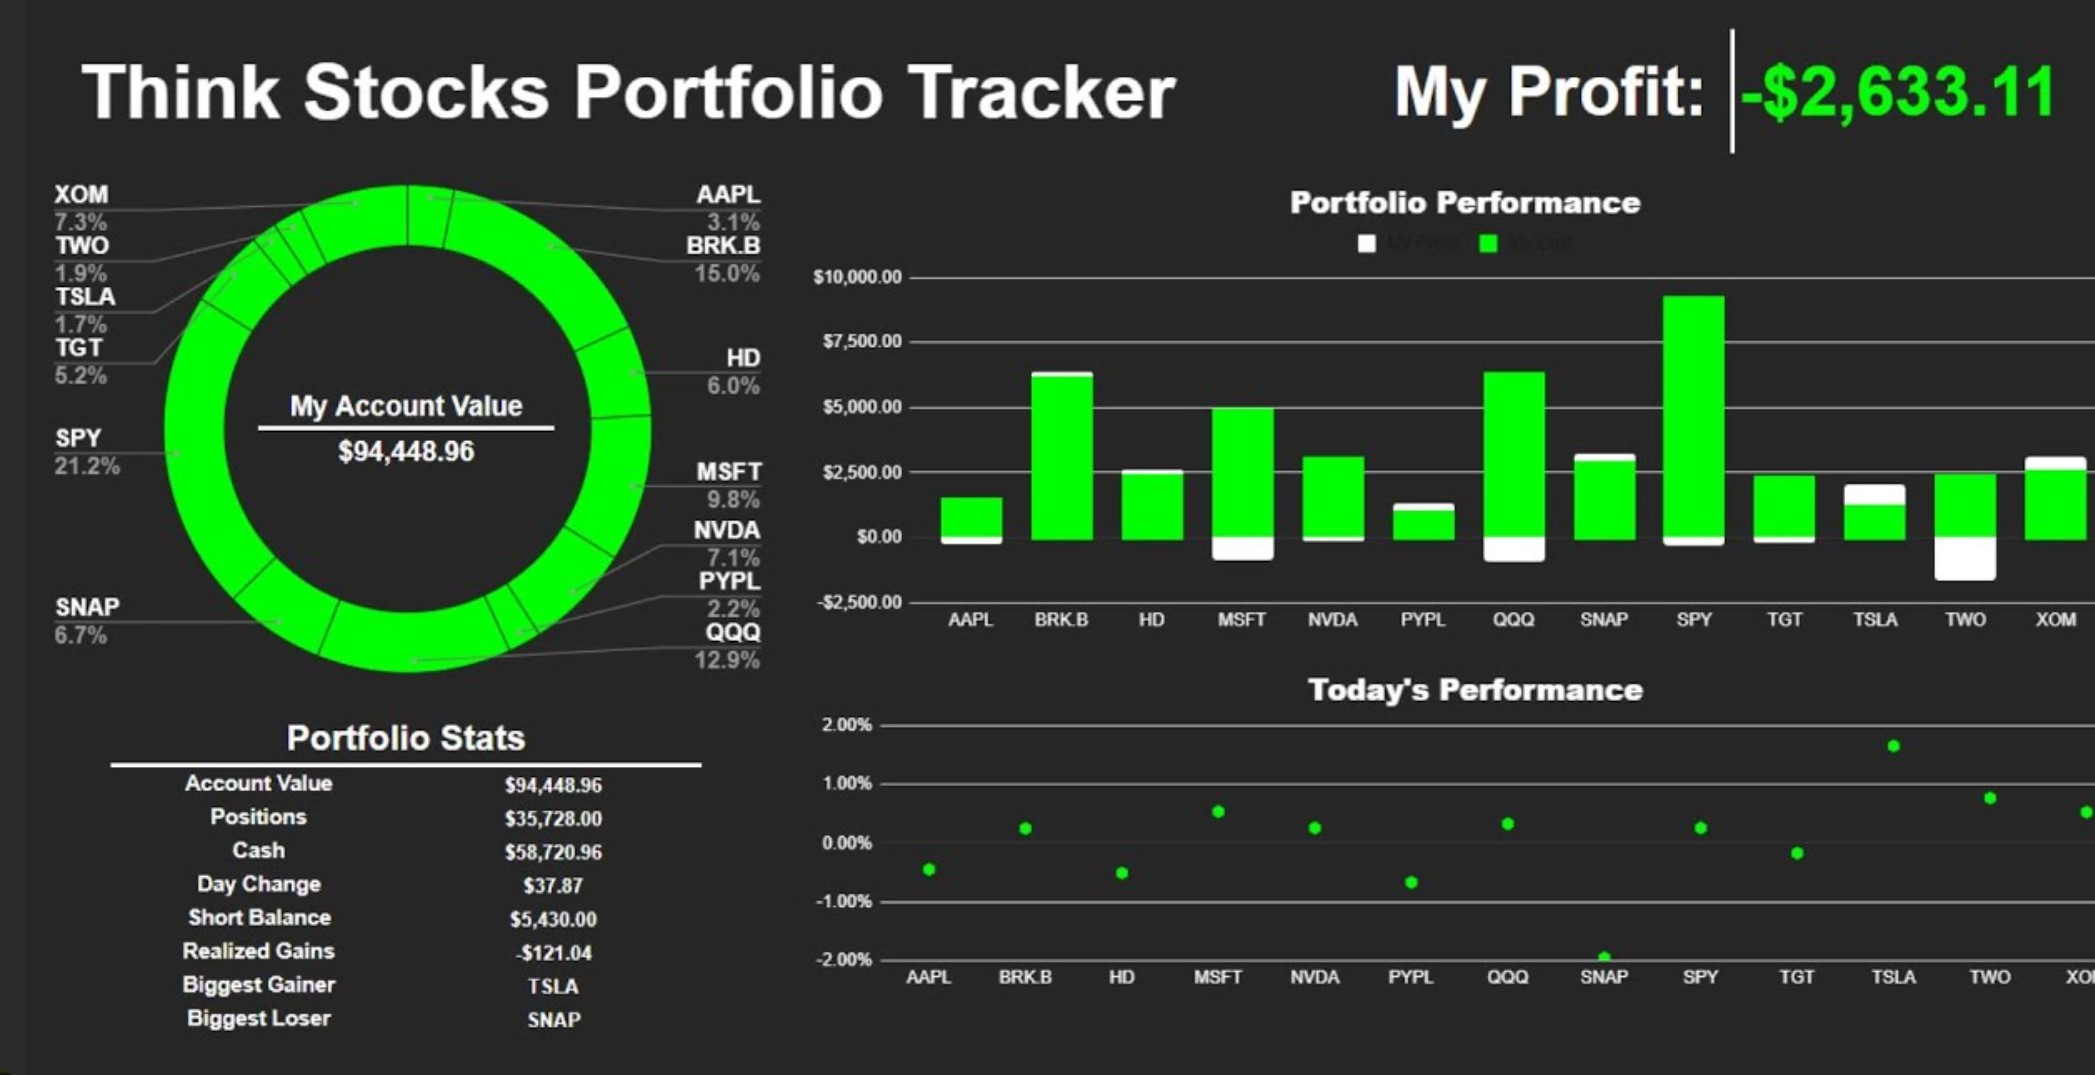 Think Stocks Portfolio Tracker
My Profit: -$2,633.11
XOM
7.3%
TWO
1.9%
TSLA
1.7%
TGT
5.2%
SPY
21.2%
SNAP
6.7%
AAPL
3.1%
BRK.B
15.0%
HD
6.0%
MSFT
9.8%
NVDA
7.1%
PYPL
2.2%
QQQ
12.9%
My Account Value
$94,448.96
Portfolio Performance
My Profit My Cost
$10,000.00
$7,500.00
$5,000.00
$2,500.00
$0.00
-$2,500.00
AAPL BRK.B HD MSFT NVDA PYPL QQQ SNAP SPY TGT TSLA TWO XOM
Portfolio Stats
Account Value $94,448.96
Positions $35,728.00
Cash $58,720.96
Day Change $37.87
Short Balance $5,430.00
Realized Gains -$121.04
Biggest Gainer TSLA
Biggest Loser SNAP
Today's Performance
2.00%
1.00%
0.00%
-1.00%
-2.00%
AAPL BRK.B HD MSFT NVDA PYPL QQQ SNAP SPY TGT TSLA TWO XO